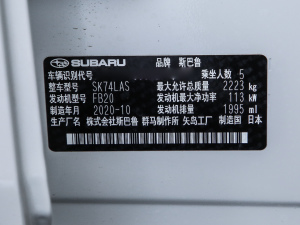 SUBARU 品牌 斯巴鲁
车辆识别代号 乘坐人数 5
整车型号 SK74LAS 最大允许总质量 2223 kg
发动机型号 FB20 发动机最大净功率 113 kW
制造年月 2020-10 发动机排量 1995 ml
生产厂名 株式会社斯巴鲁 群马制作所 矢岛工厂 制造国 日本